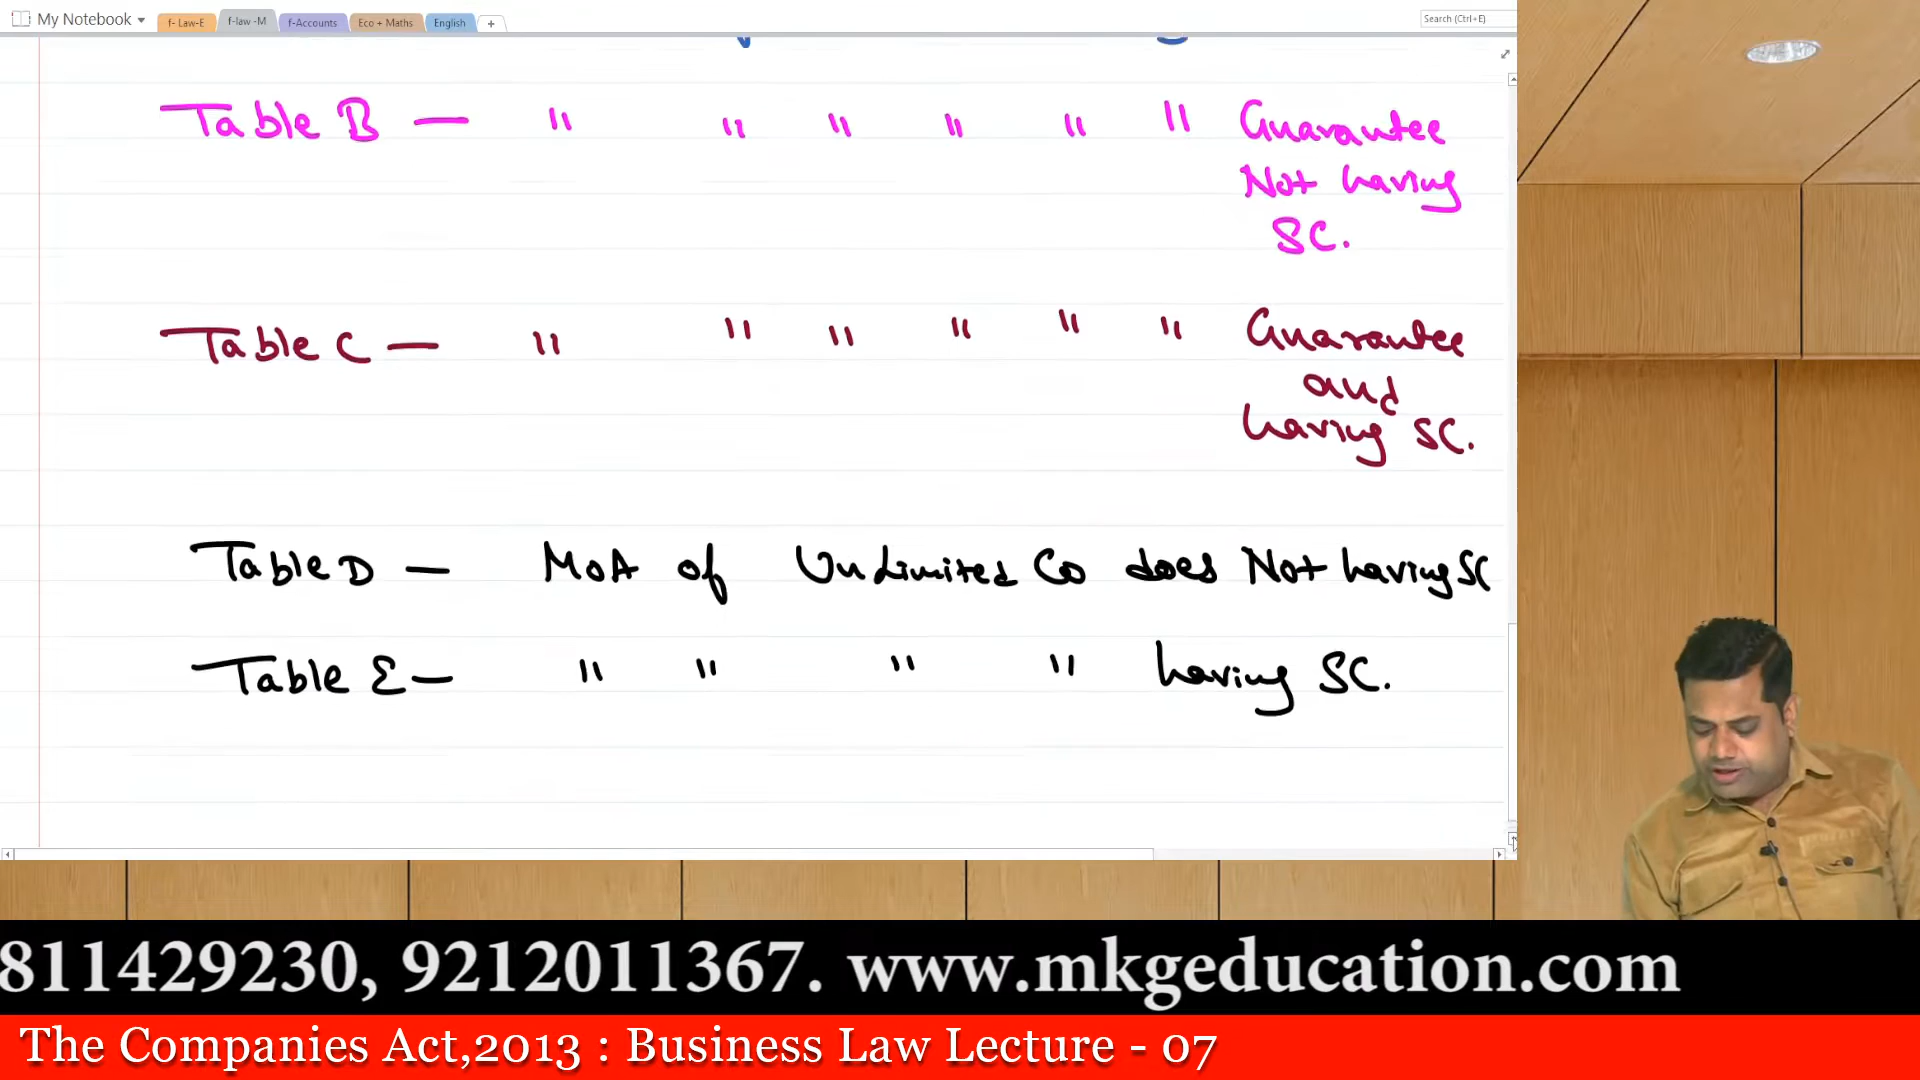 My Notebook
f- Law-E
f-law -M
f-Accounts
Eco + Maths
English
+
Search (Ctrl+E)
Table B — " " " " " " Guarantee
Not having
SC.
Table C — " " " " " " Guarantee
and
having SC.
Table D — MoA of Unlimited Co does Not having SC
Table E — " " " " having SC.
811429230, 9212011367. www.mkgeducation.com
The Companies Act,2013 : Business Law Lecture - 07